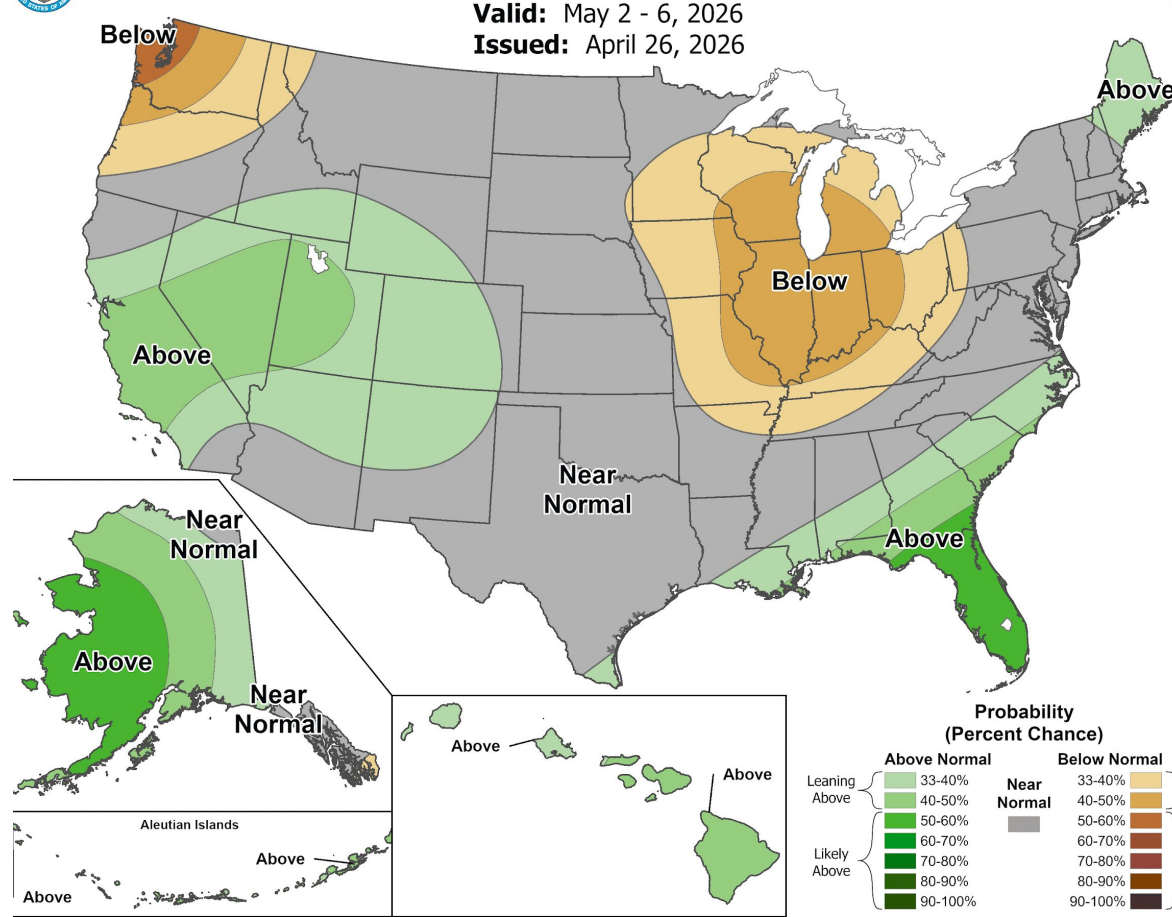 STATES OF AM
Valid: May 2 - 6, 2026
Issued: April 26, 2026
Below
Above
Below
Above
Near
Normal
Above
Near
Normal
Above
Near
Normal
Above
Above
Aleutian Islands
Above
Above
Probability
(Percent Chance)
Above Normal
Below Normal
Leaning
Above
33-40%
40-50%
Likely
Above
50-60%
60-70%
70-80%
80-90%
90-100%
Near
Normal
33-40%
40-50%
50-60%
60-70%
70-80%
80-90%
90-100%